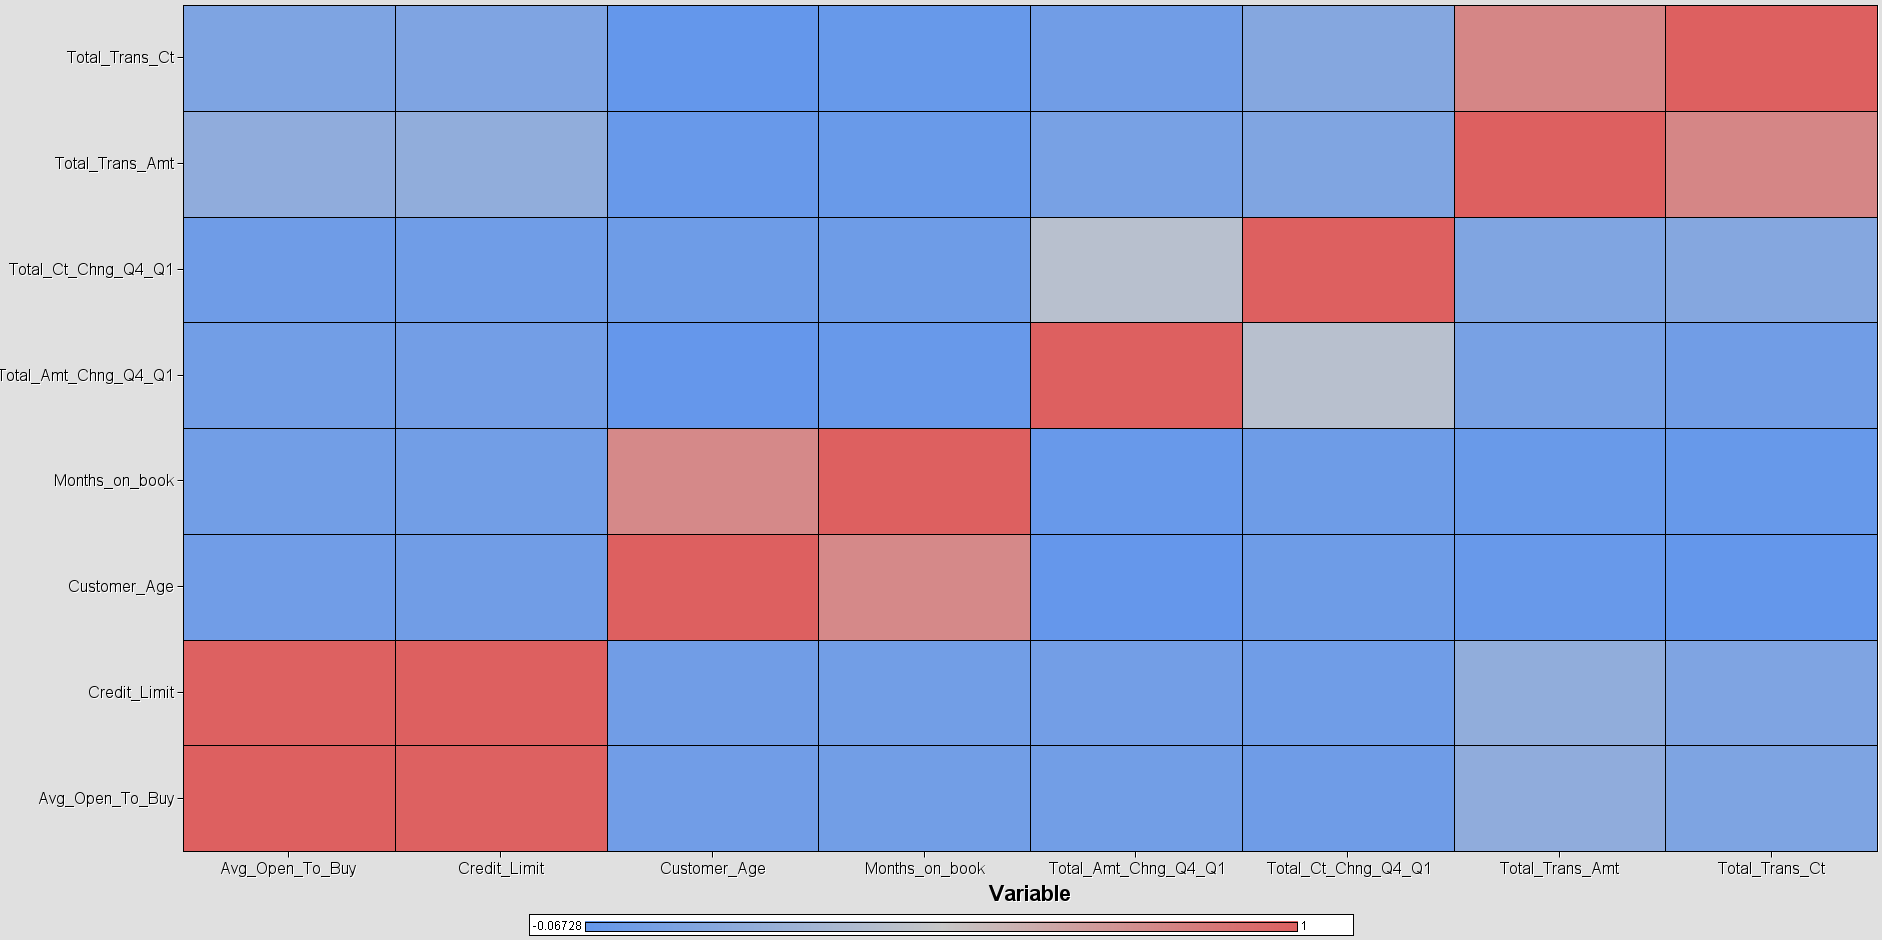 Total_Trans_Ct
Total_Trans_Amt
Total_Ct_Chng_Q4_Q1
Total_Amt_Chng_Q4_Q1
Months_on_book
Customer_Age
Credit_Limit
Avg_Open_To_Buy
Avg_Open_To_Buy Credit_Limit Customer_Age Months_on_book Total_Amt_Chng_Q4_Q1 Total_Ct_Chng_Q4_Q1 Total_Trans_Amt Total_Trans_Ct
Variable
-0.06728 1